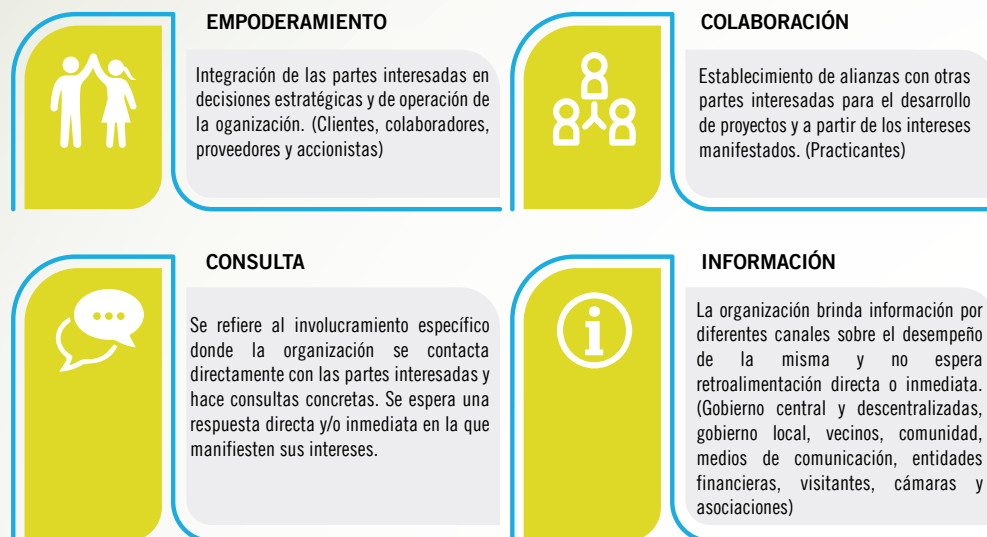 EMPODERAMIENTO
Integración de las partes interesadas en
decisiones estratégicas y de operación de
la oganización. (Clientes, colaboradores,
proveedores y accionistas)
COLABORACIÓN
Establecimiento de alianzas con otras
partes interesadas para el desarrollo
de proyectos y a partir de los intereses
manifestados. (Practicantes)
CONSULTA
Se refiere al involucramiento específico
donde la organización se contacta
directamente con las partes interesadas y
hace consultas concretas. Se espera una
respuesta directa y/o inmediata en la que
manifiesten sus intereses.
INFORMACIÓN
La organización brinda información por
diferentes canales sobre el desempeño
de la misma y no espera
retroalimentación directa o inmediata.
(Gobierno central y descentralizadas,
gobierno local, vecinos, comunidad,
medios de comunicación, entidades
financieras, visitantes, cámaras y
asociaciones)